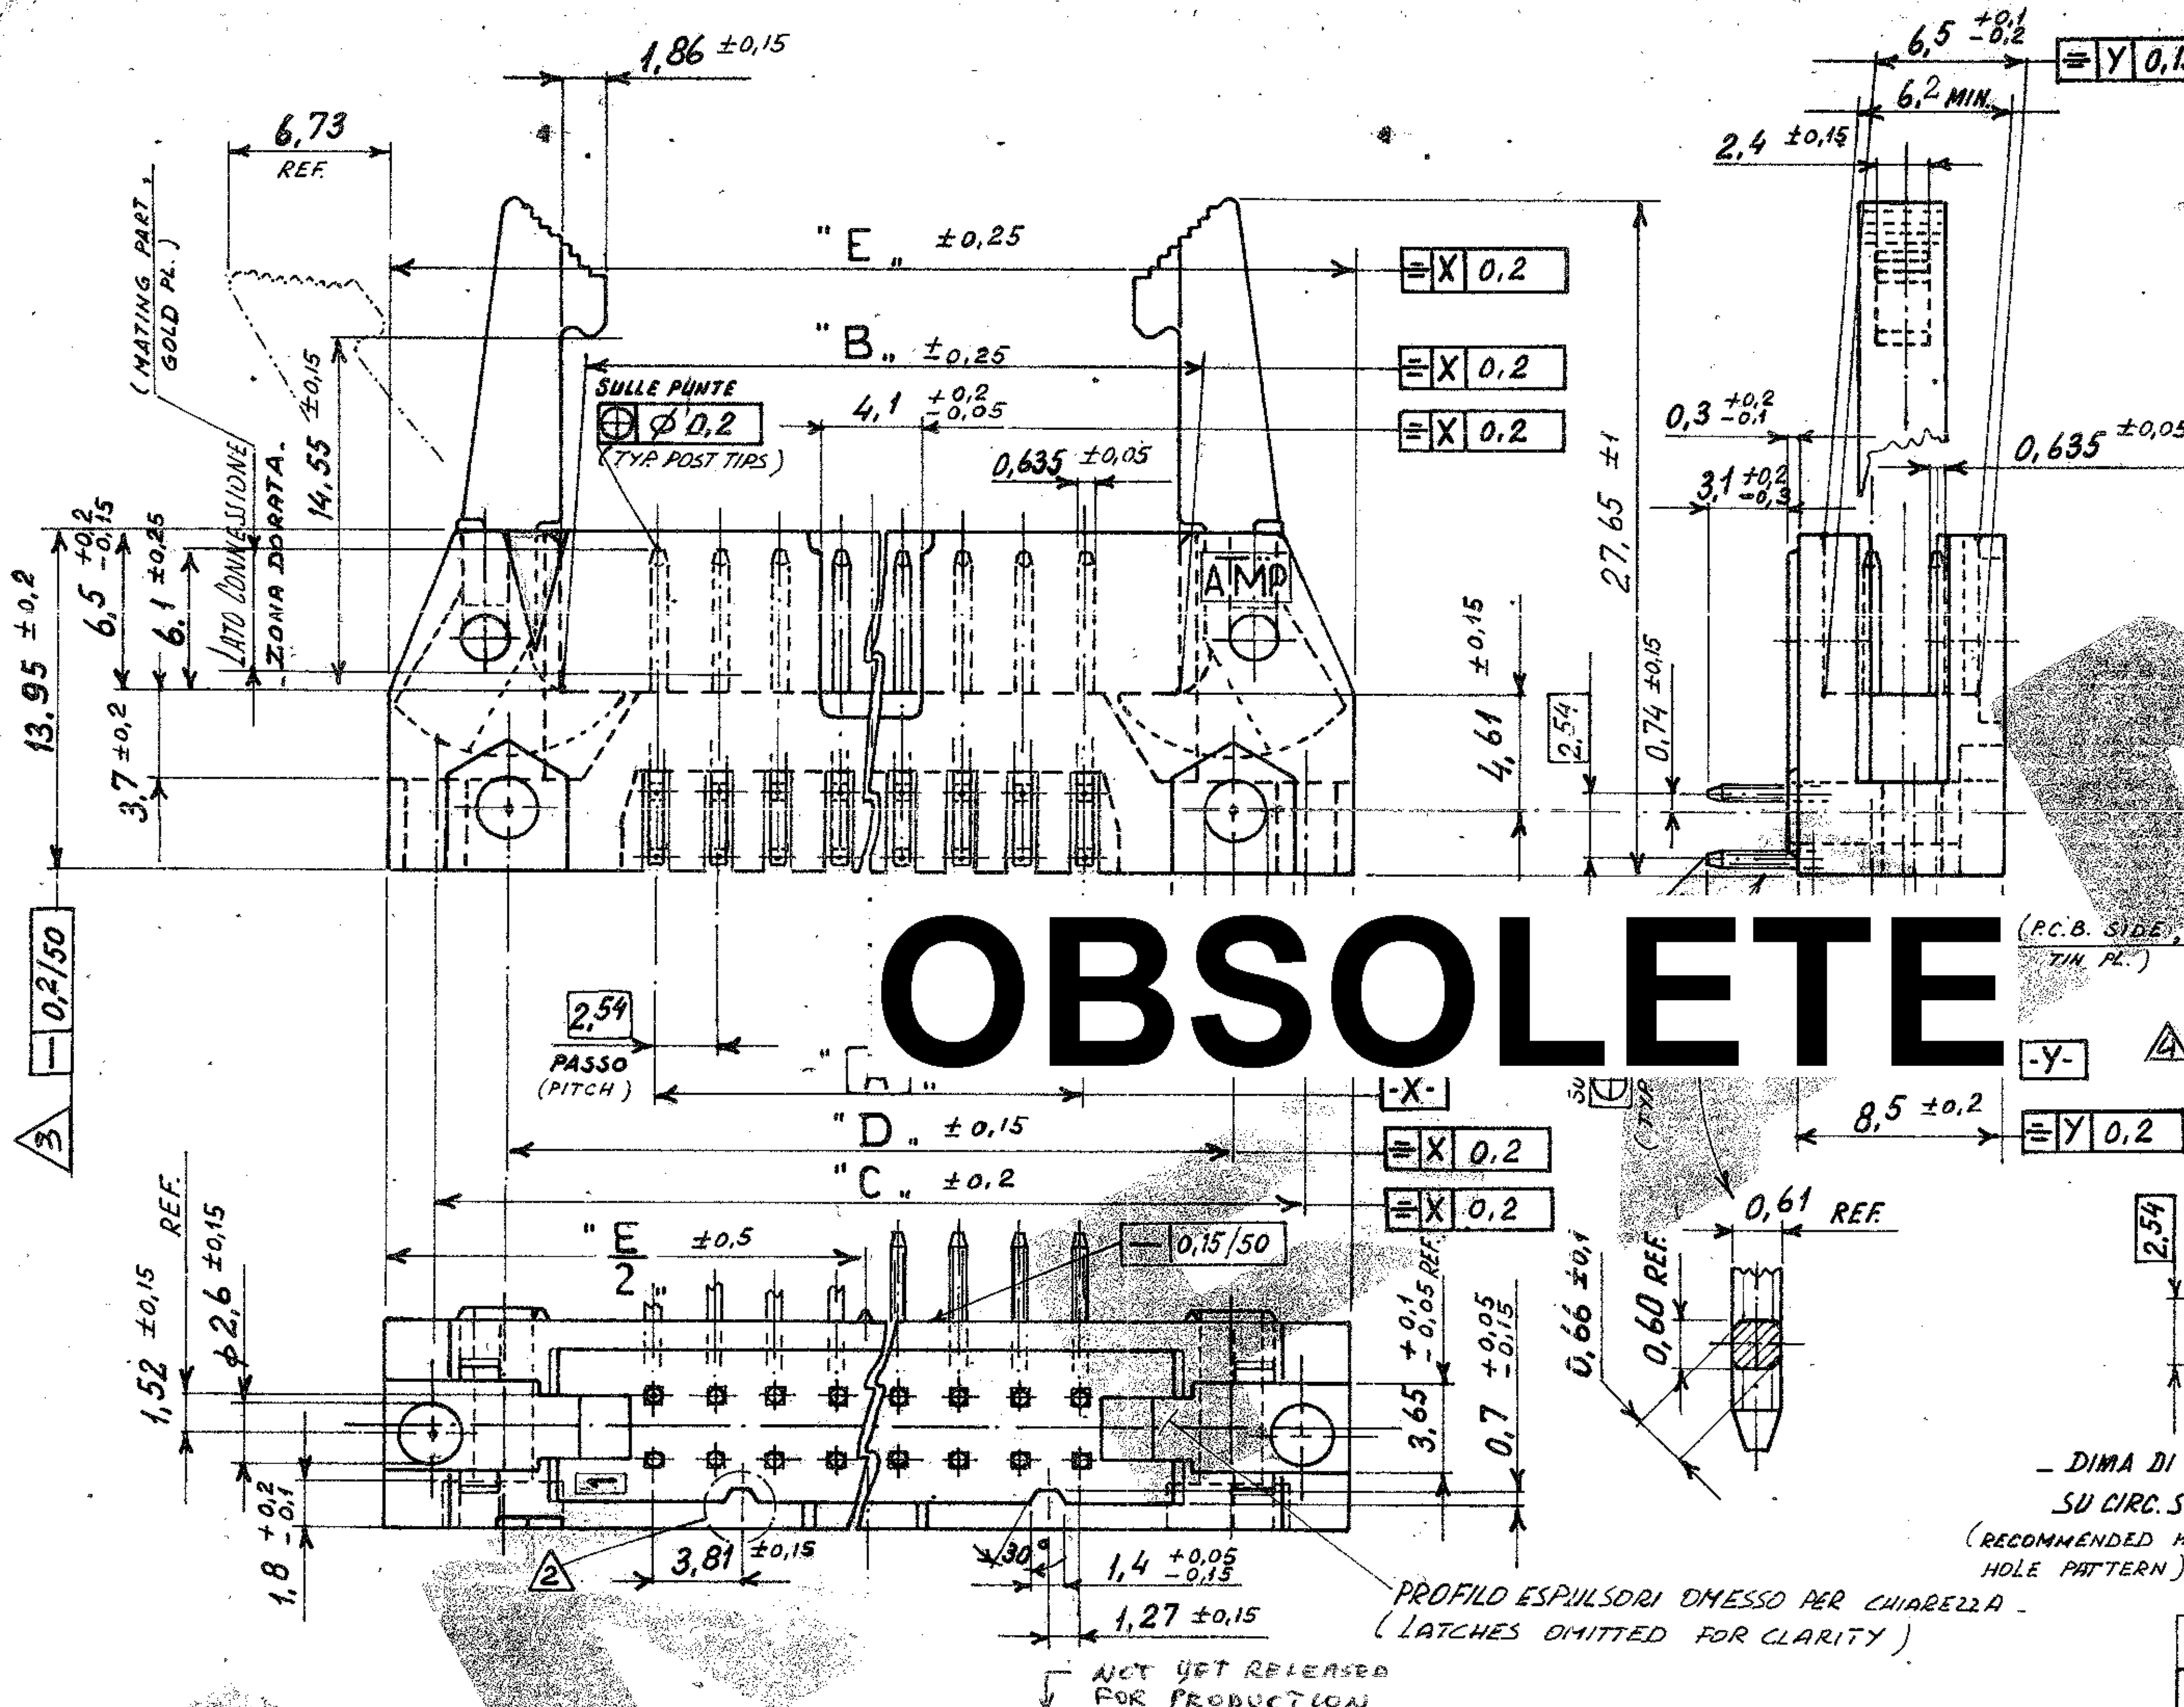 1,86 ±0,15
6,5 +0,1 -0,2
= Y 0,1
6,2 MIN.
2,4 ±0,15
6,73
REF.
(MATING PART,
GOLD PL.)
" E „ ±0,25
= X 0,2
" B „ ±0,25
= X 0,2
SULLE PUNTE
⌖ ϕ 0,2
(TYP. POST TIPS)
4,1 +0,2 -0,05
= X 0,2
0,635 ±0,05
0,3 +0,2 -0,1
0,635 ±0,05
3,1 +0,2 -0,3
14,55 ±0,15
LATO CONNESSIONE
ZONA DORATA.
6,1 ±0,25
6,5 +0,2 -0,15
13.95 ±0,2
3,7 ±0,2
27,65 ±1
AMP
4,61 ±0,15
2,54
0,74 ±0,15
— 0,2/50
3
OBSOLETE
(P.C.B. SIDE,
TIN PL.)
2,54
PASSO
(PITCH)
" A „
-X-
-Y-
4
(TYP.
8,5 ±0,2
= Y 0,2
" D „ ±0,15
= X 0,2
" C „ ±0,2
= X 0,2
" E/2 „ ±0,5
— 0,15/50
0,61 REF.
0,66 ±0,1
0,60 REF.
2,54
1,52 ±0,15 REF.
ϕ 2,6 ±0,15
1,8 +0,2 -0,1
3,65 +0,1 -0,05 REF.
0,7 +0,05 -0,15
1
2
3,81 ±0,15
30°
1,4 +0,05 -0,15
1,27 ±0,15
_ DIMA DI
SU CIRC. S
(RECOMMENDED
HOLE PATTERN)
PROFILO ESPULSORI OMESSO PER CHIAREZZA -
(LATCHES OMITTED FOR CLARITY)
NOT YET RELEASED
FOR PRODUCTION